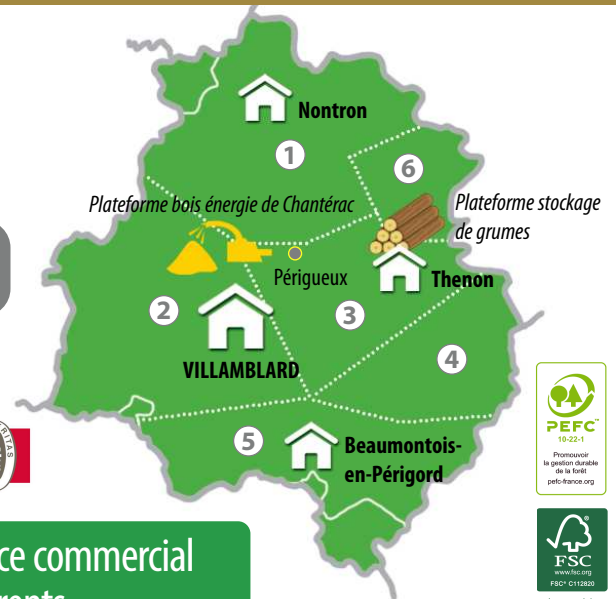 Nontron
1
6
Plateforme bois énergie de Chantérac
Plateforme stockage
de grumes
Périgueux
Thenon
2
3
VILLAMBLARD
4
5
Beaumontois-
en-Périgord
PEFC™
10-22-1
Promouvoir
la gestion durable
de la forêt
pefc-france.org
FSC
www.fsc.org
FSC® C112820
commercial